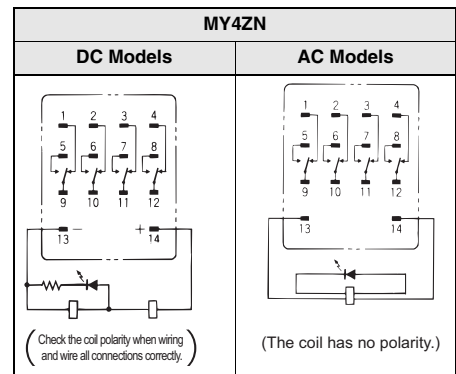 MY4ZN
DC Models
AC Models
1 2 3 4
5 6 7 8
9 10 11 12
13 − + 14
(Check the coil polarity when wiring
and wire all connections correctly.)
1 2 3 4
5 6 7 8
9 10 11 12
13 14
(The coil has no polarity.)